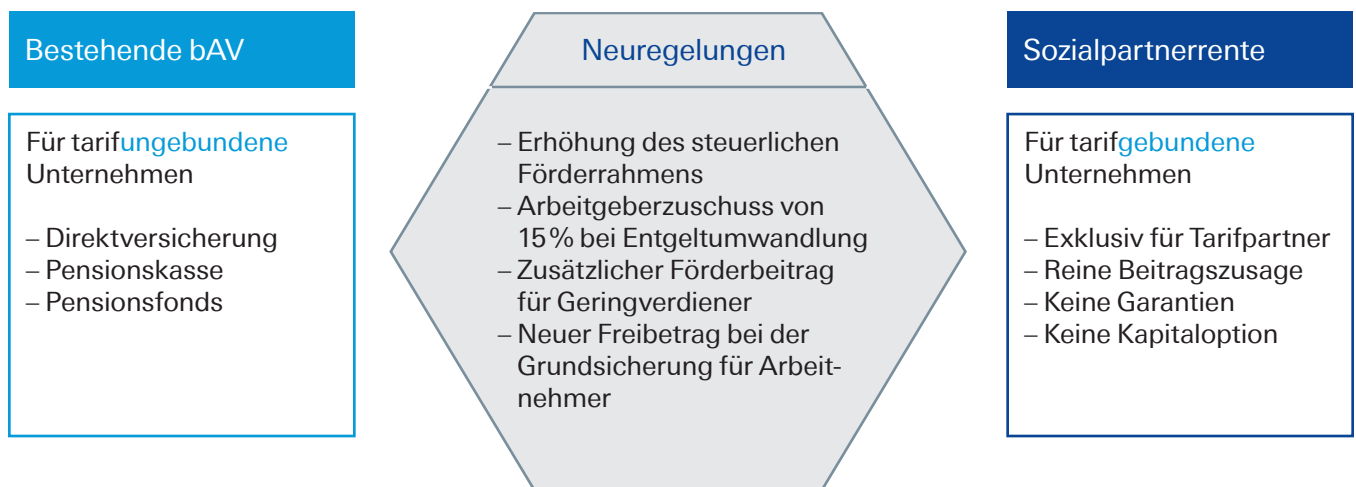 Bestehende bAV
Für tarifungebundene
Unternehmen
– Direktversicherung
– Pensionskasse
– Pensionsfonds
Neuregelungen
– Erhöhung des steuerlichen
Förderrahmens
– Arbeitgeberzuschuss von
15 % bei Entgeltumwandlung
– Zusätzlicher Förderbeitrag
für Geringverdiener
– Neuer Freibetrag bei der
Grundsicherung für Arbeit-
nehmer
Sozialpartnerrente
Für tarifgebundene
Unternehmen
– Exklusiv für Tarifpartner
– Reine Beitragszusage
– Keine Garantien
– Keine Kapitaloption